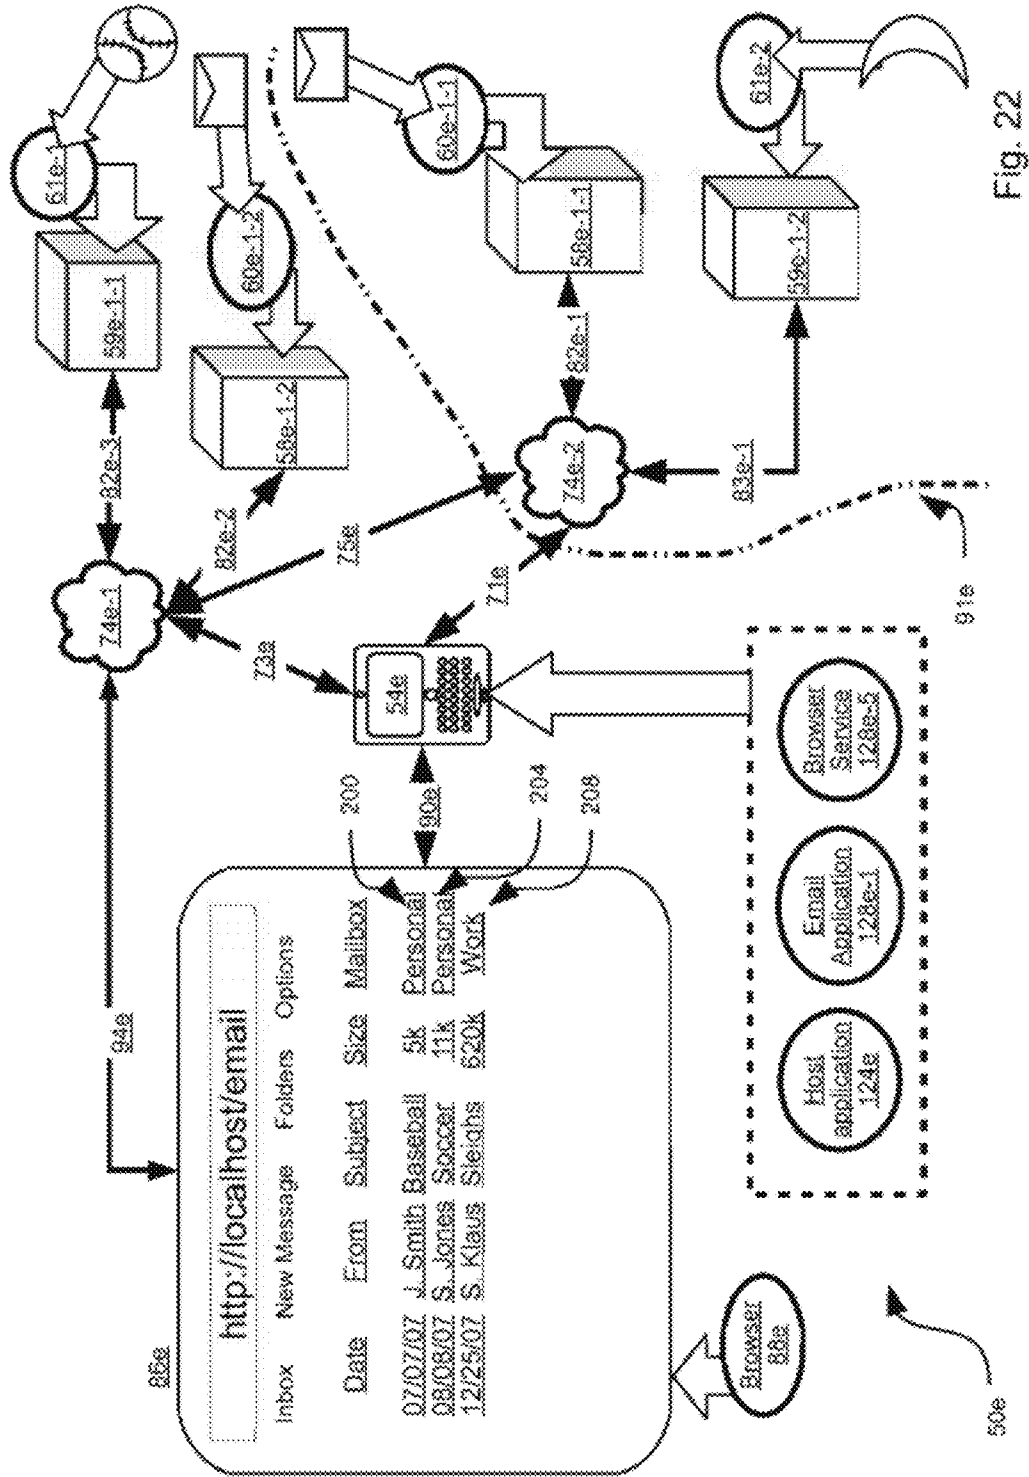 86e
94e
http://localhost/email
Inbox New Message Folders Options
Date From Subject Size Mailbox
07/07/07 J. Smith Baseball 5k Personal
08/08/07 S. Jones Soccer 11k Personal
12/25/07 S. Klaus Sleighs 620k Work
200
204
208
90e
54e
73e
71e
75e
74e-1
74e-2
82e-3
82e-2
82e-1
83e-1
59e-1-1
58e-1-2
58e-1-1
59e-1-2
61e-1
60e-1-2
60e-1-1
61e-2
91e
Browser
88e
Host
application
124e
Email
Application
128e-1
Browser
Service
128e-5
50e
Fig. 22